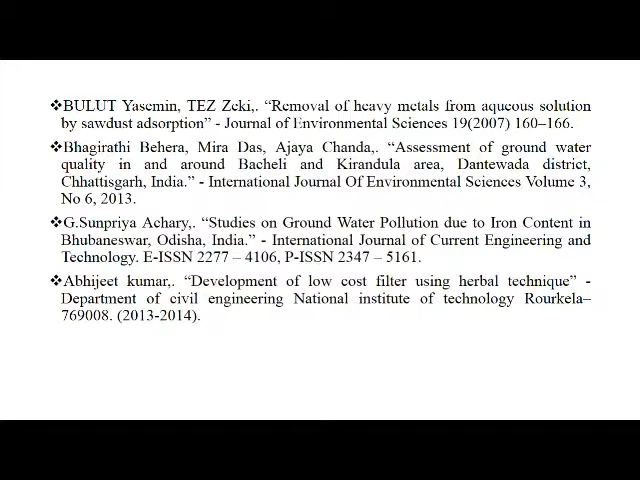 ❖BULUT Yasemin, TEZ Zeki,. “Removal of heavy metals from aqueous solution
by sawdust adsorption” - Journal of Environmental Sciences 19(2007) 160–166.
❖Bhagirathi Behera, Mira Das, Ajaya Chanda,. “Assessment of ground water
quality in and around Bacheli and Kirandula area, Dantewada district,
Chhattisgarh, India.” - International Journal Of Environmental Sciences Volume 3,
No 6, 2013.
❖G.Sunpriya Achary,. “Studies on Ground Water Pollution due to Iron Content in
Bhubaneswar, Odisha, India.” - International Journal of Current Engineering and
Technology. E-ISSN 2277 – 4106, P-ISSN 2347 – 5161.
❖Abhijeet kumar,. “Development of low cost filter using herbal technique” -
Department of civil engineering National institute of technology Rourkela–
769008. (2013-2014).